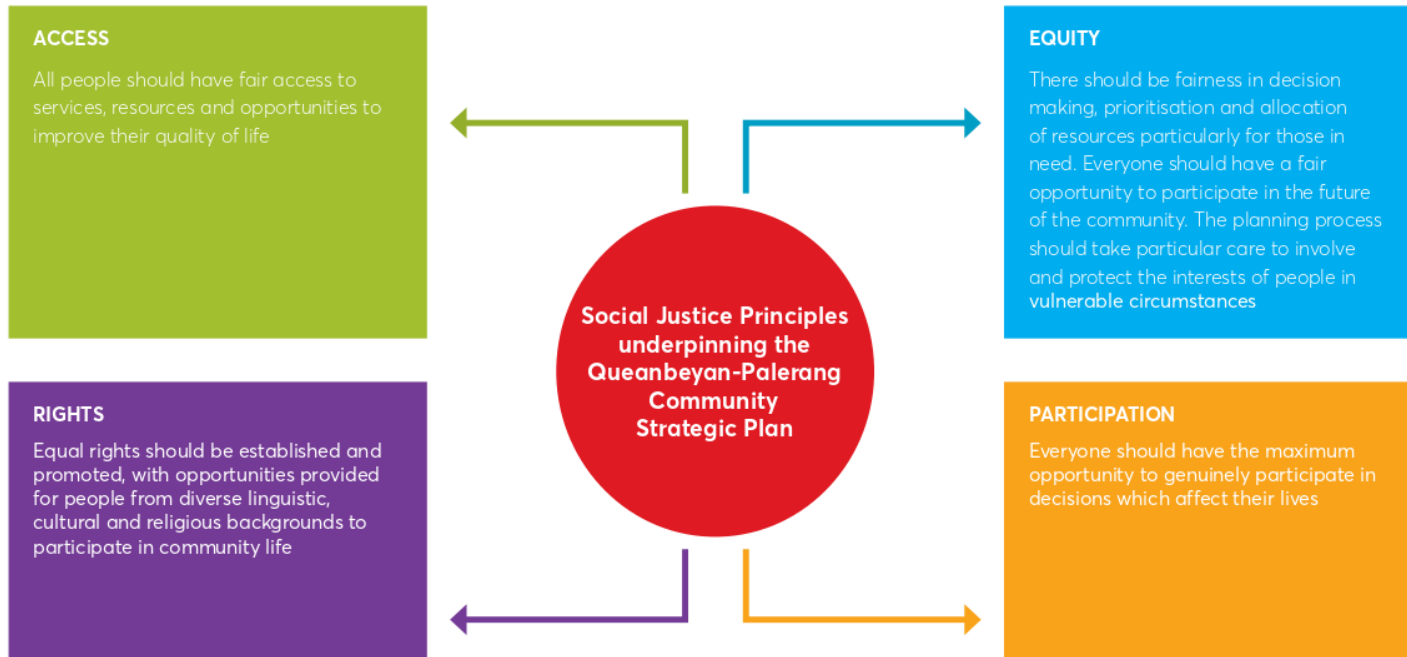 ACCESS
All people should have fair access to
services, resources and opportunities to
improve their quality of life
EQUITY
There should be fairness in decision
making, prioritisation and allocation
of resources particularly for those in
need. Everyone should have a fair
opportunity to participate in the future
of the community. The planning process
should take particular care to involve
and protect the interests of people in
vulnerable circumstances
Social Justice Principles
underpinning the
Queanbeyan-Palerang
Community
Strategic Plan
RIGHTS
Equal rights should be established and
promoted, with opportunities provided
for people from diverse linguistic,
cultural and religious backgrounds to
participate in community life
PARTICIPATION
Everyone should have the maximum
opportunity to genuinely participate in
decisions which affect their lives